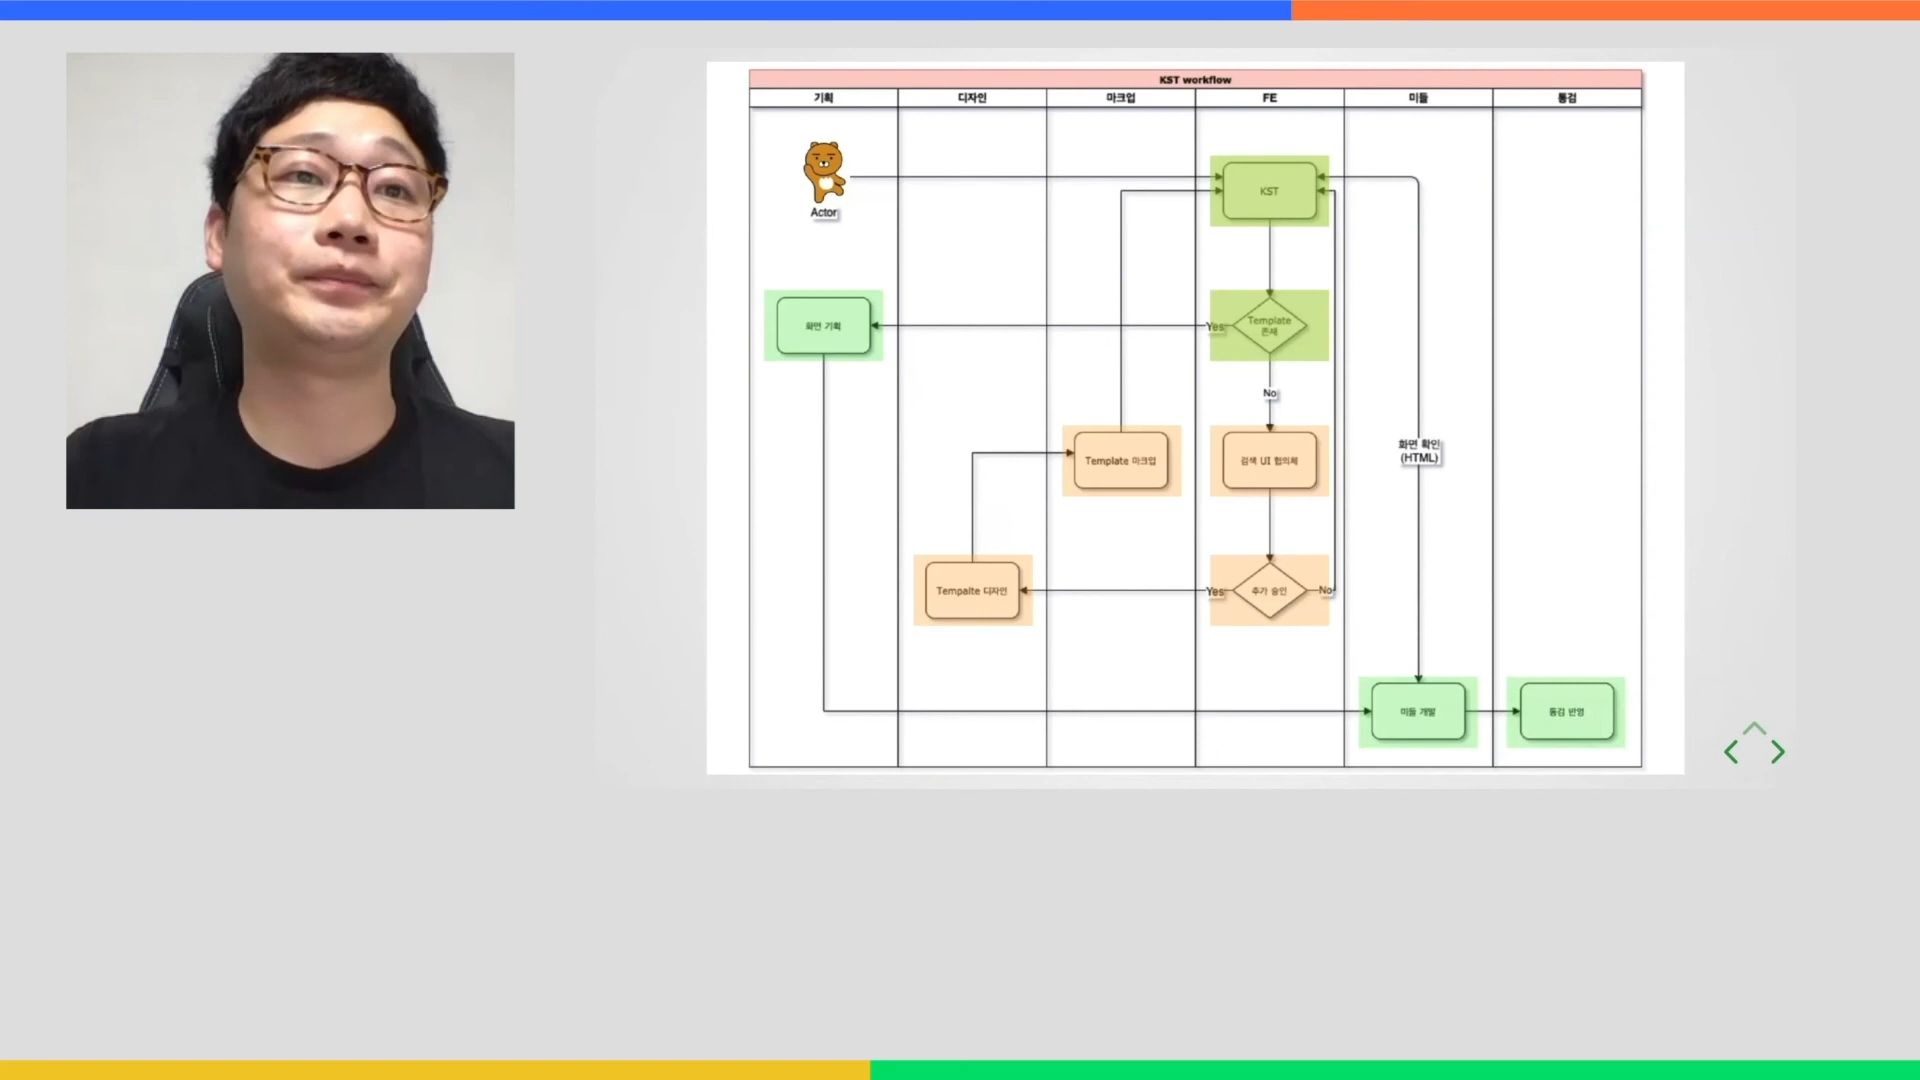 KST workflow
기획 디자인 마크업 FE 미들 통검
Actor
KST
화면 기획
Yes
Template
존재
No
Template 마크업
검색 UI 협의체
화면 확인
(HTML)
Tempalte 디자인
Yes
추가 승인
No
미들 개발
통검 반영